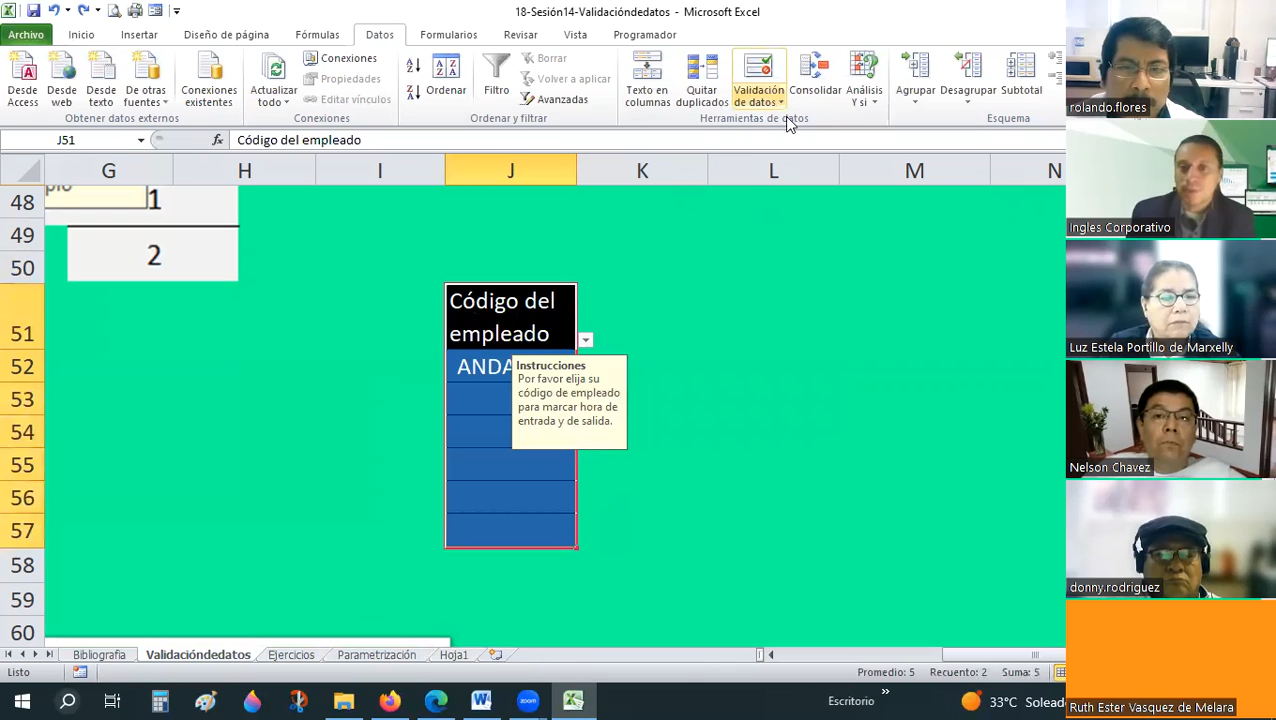 18-Sesión14-Validacióndedatos - Microsoft Excel
Archivo Inicio Insertar Diseño de página Fórmulas Datos Formularios Revisar Vista Programador
Desde Access
Desde web
Desde texto
De otras fuentes
Conexiones existentes
Obtener datos externos
Actualizar todo
Conexiones
Propiedades
Editar vínculos
Conexiones
Ordenar
Filtro
Borrar
Volver a aplicar
Avanzadas
Ordenar y filtrar
Texto en columnas
Quitar duplicados
Validación de datos
Consolidar
Análisis Y si
Herramientas de datos
Agrupar
Desagrupar
Subtotal
Esquema
J51 fx Código del empleado
G H I J K L M N
48 1
49
50 2
51 Código del
empleado
52 ANDA
53
54
55
56
57
58
59
60
Instrucciones
Por favor elija su
código de empleado
para marcar hora de
entrada y de salida.
Bibliografia Validacióndedatos Ejercicios Parametrización Hoja1
Listo Promedio: 5 Recuento: 2 Suma: 5
Escritorio 33°C Solead
rolando.flores
Ingles Corporativo
Luz Estela Portillo de Marxelly
Nelson Chavez
donny.rodriguez
Ruth Ester Vasquez de Melara